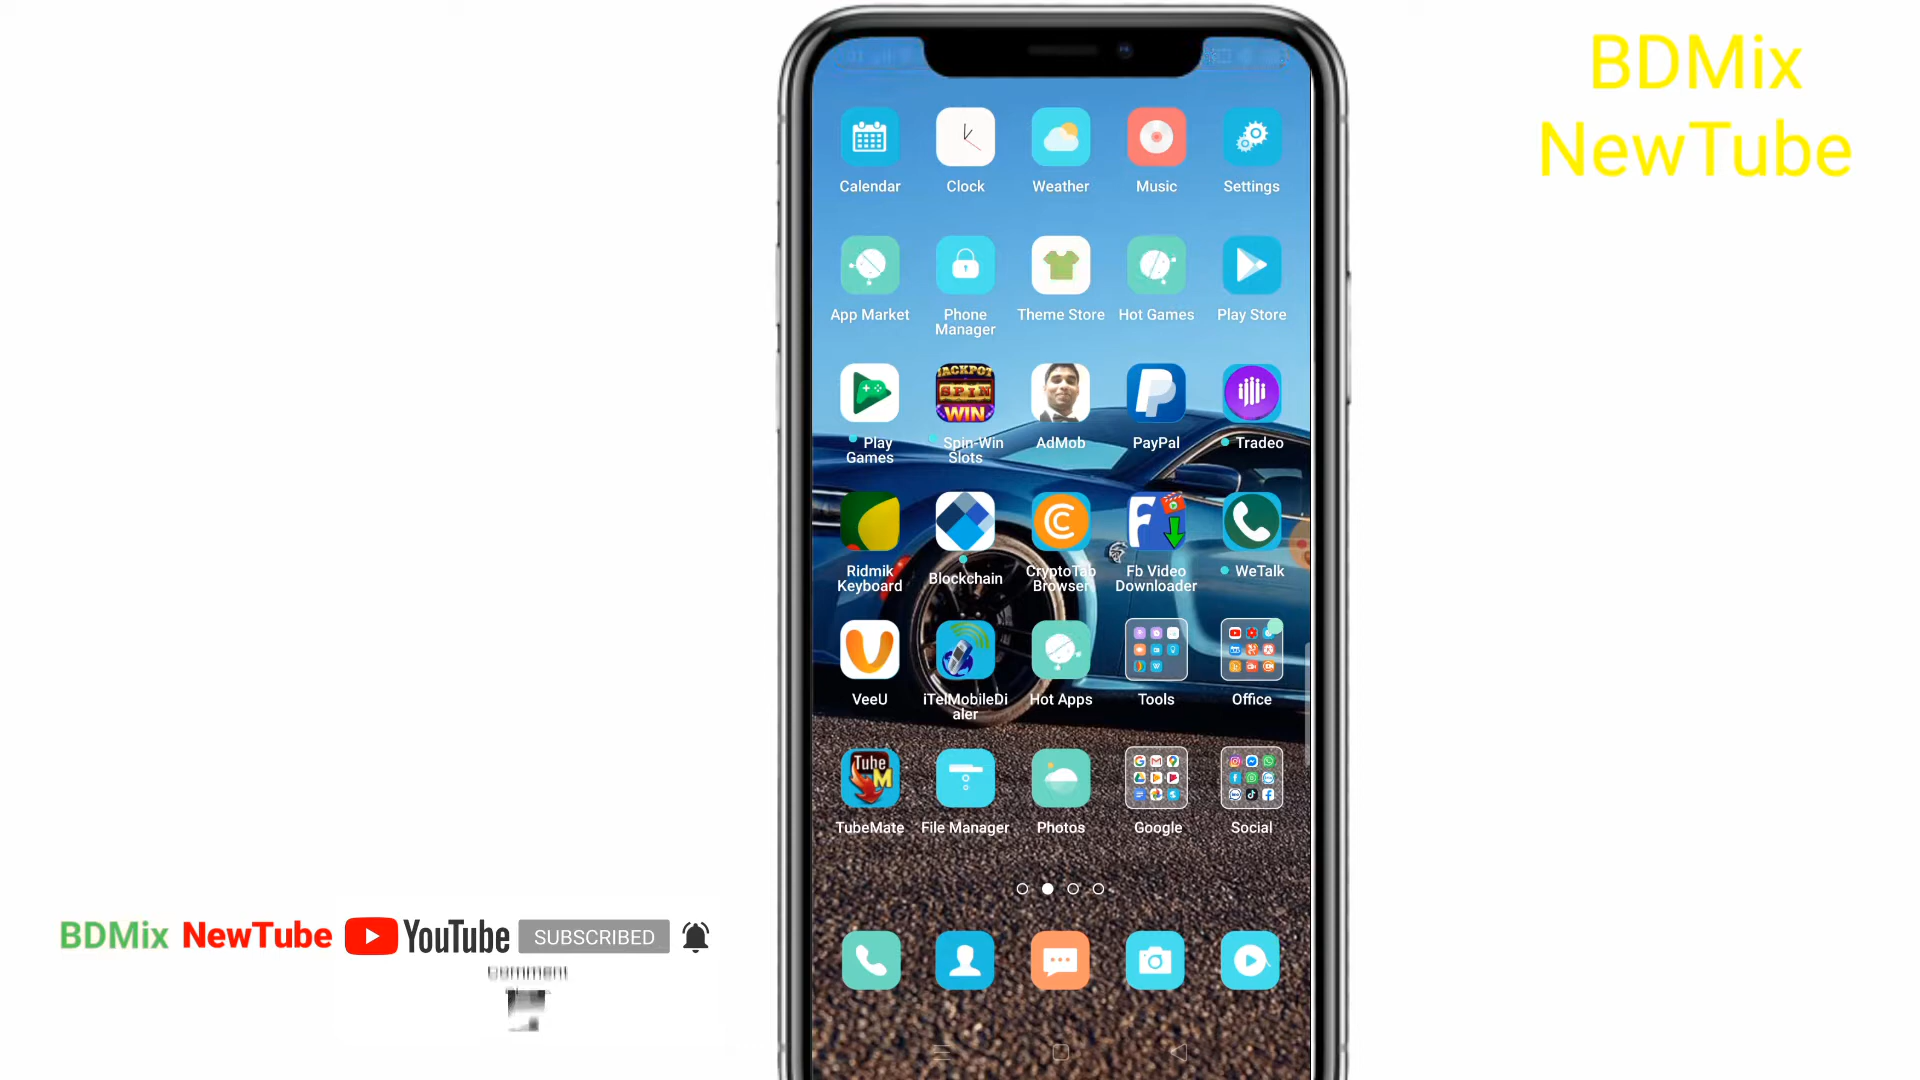 BDMix
NewTube
Calendar
Clock
Weather
Music
Settings
App Market
Phone
Manager
Theme Store
Hot Games
Play Store
JACKPOT
SPIN
WIN
Play
Games
Spin-Win
Slots
AdMob
PayPal
Tradeo
Ridmik
Keyboard
Blockchain
CryptoTab
Browser
Fb Video
Downloader
WeTalk
VeeU
iTelMobileDi
aler
Hot Apps
Tools
Office
Tube
M
TubeMate
File Manager
Photos
Google
Social
BDMix NewTube YouTube SUBSCRIBED